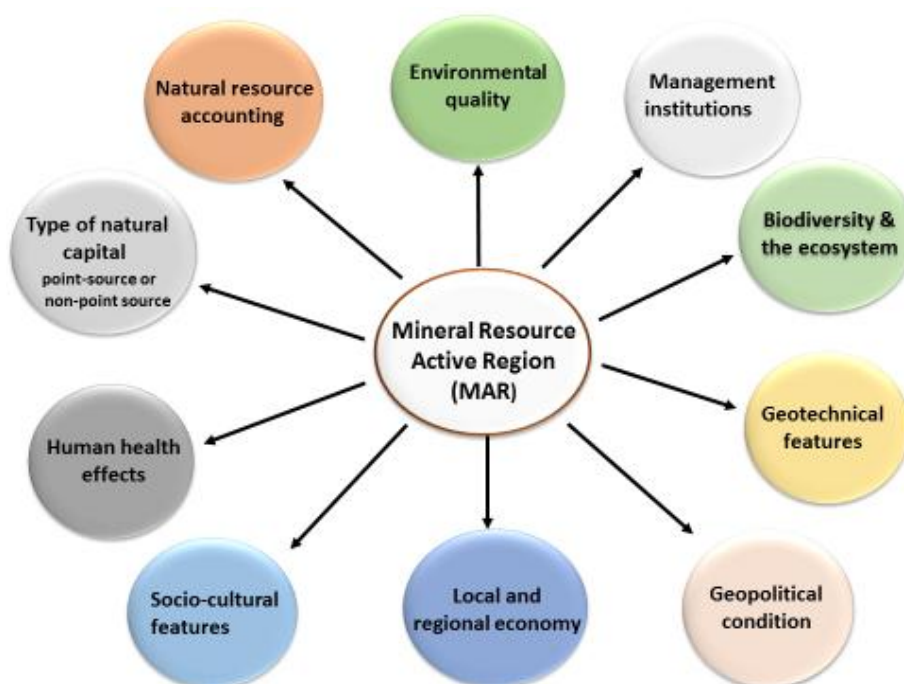 Natural resource
accounting
Environmental
quality
Management
institutions
Type of natural
capital
point-source or
non-point source
Biodiversity &
the ecosystem
Mineral Resource
Active Region
(MAR)
Human health
effects
Geotechnical
features
Socio-cultural
features
Local and
regional economy
Geopolitical
condition